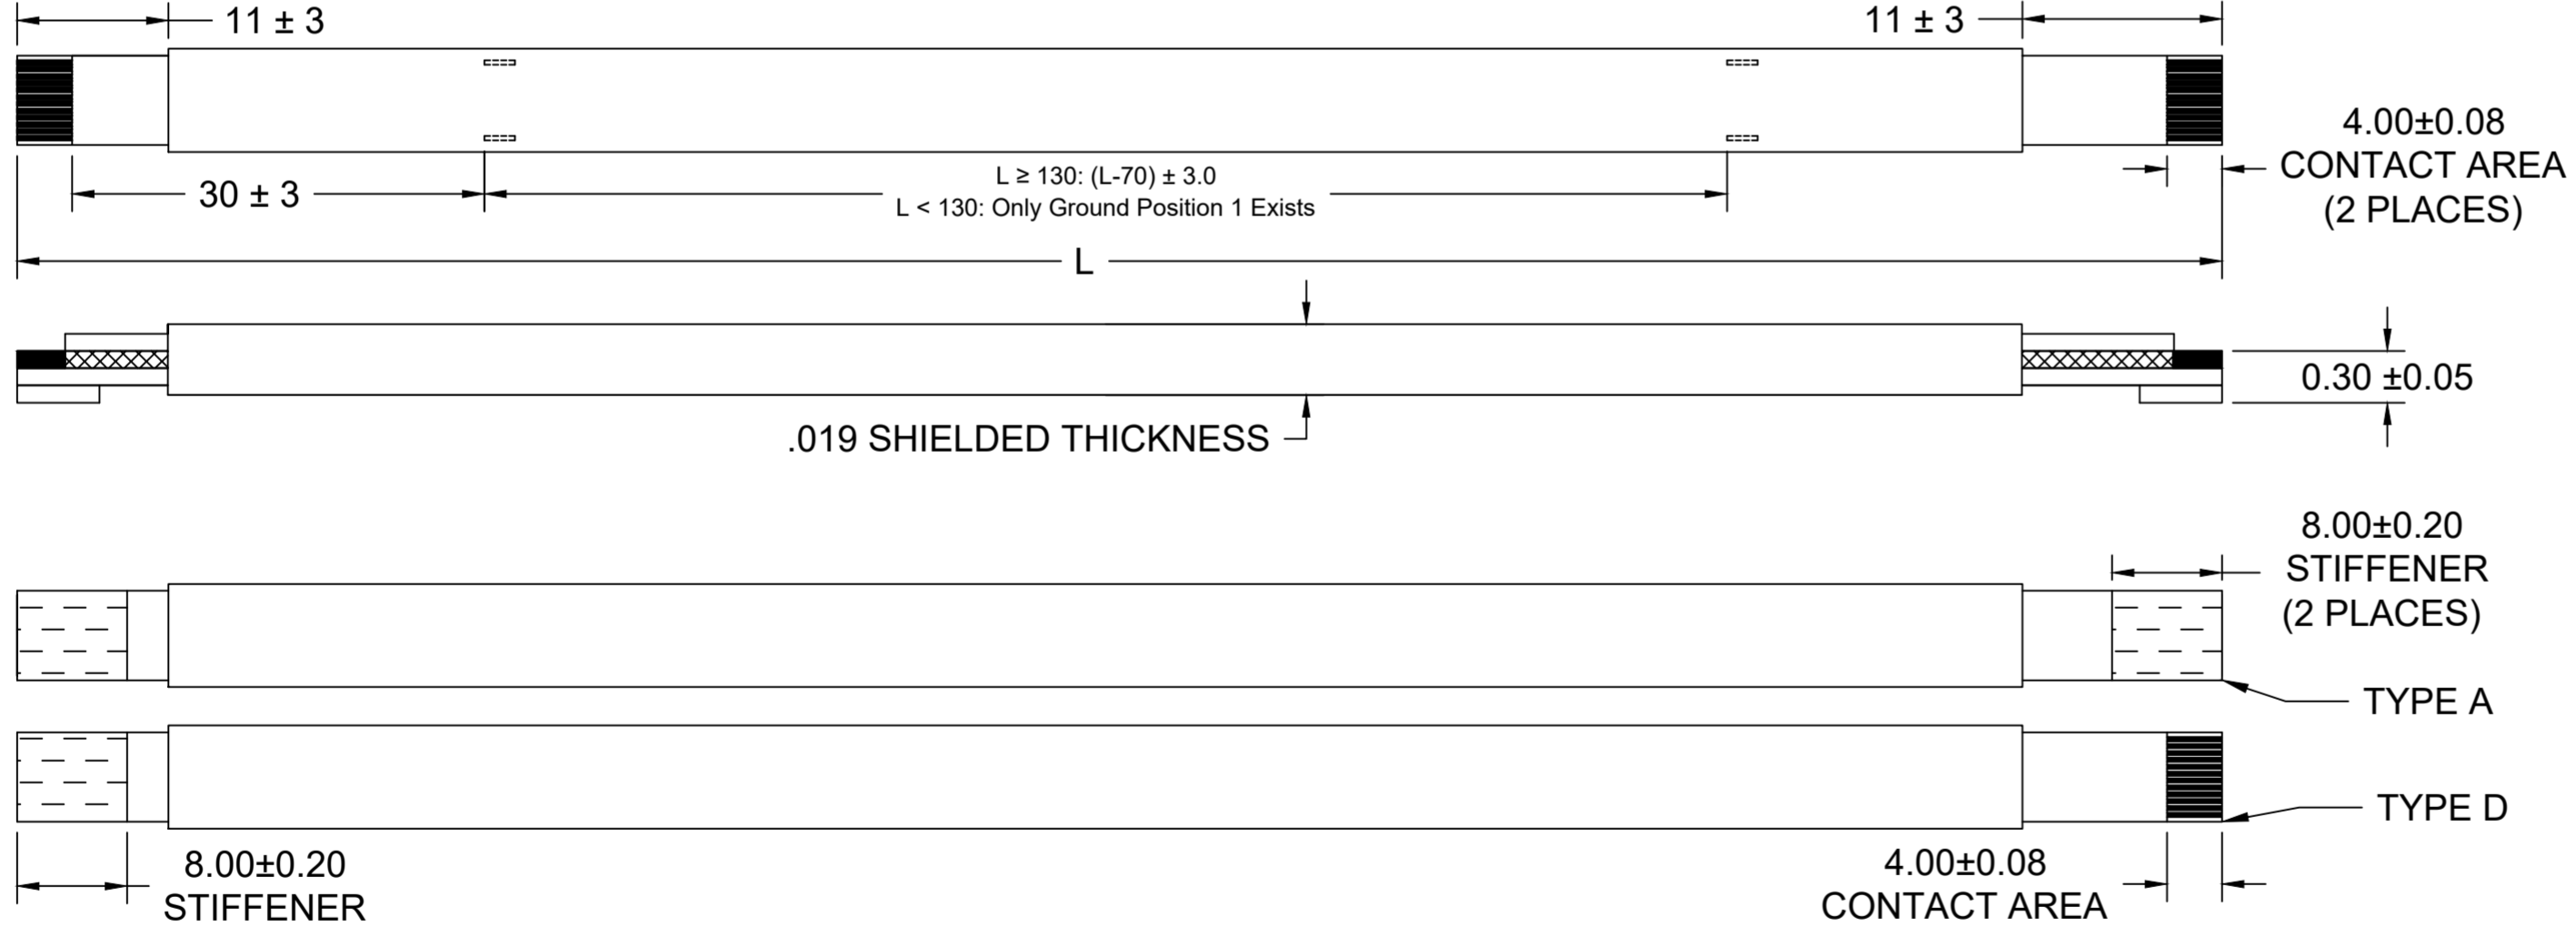 11 ± 3
11 ± 3
4.00±0.08
CONTACT AREA
(2 PLACES)
30 ± 3
L ≥ 130: (L-70) ± 3.0
L < 130: Only Ground Position 1 Exists
L
0.30 ±0.05
.019 SHIELDED THICKNESS
8.00±0.20
STIFFENER
(2 PLACES)
TYPE A
TYPE D
8.00±0.20
STIFFENER
4.00±0.08
CONTACT AREA